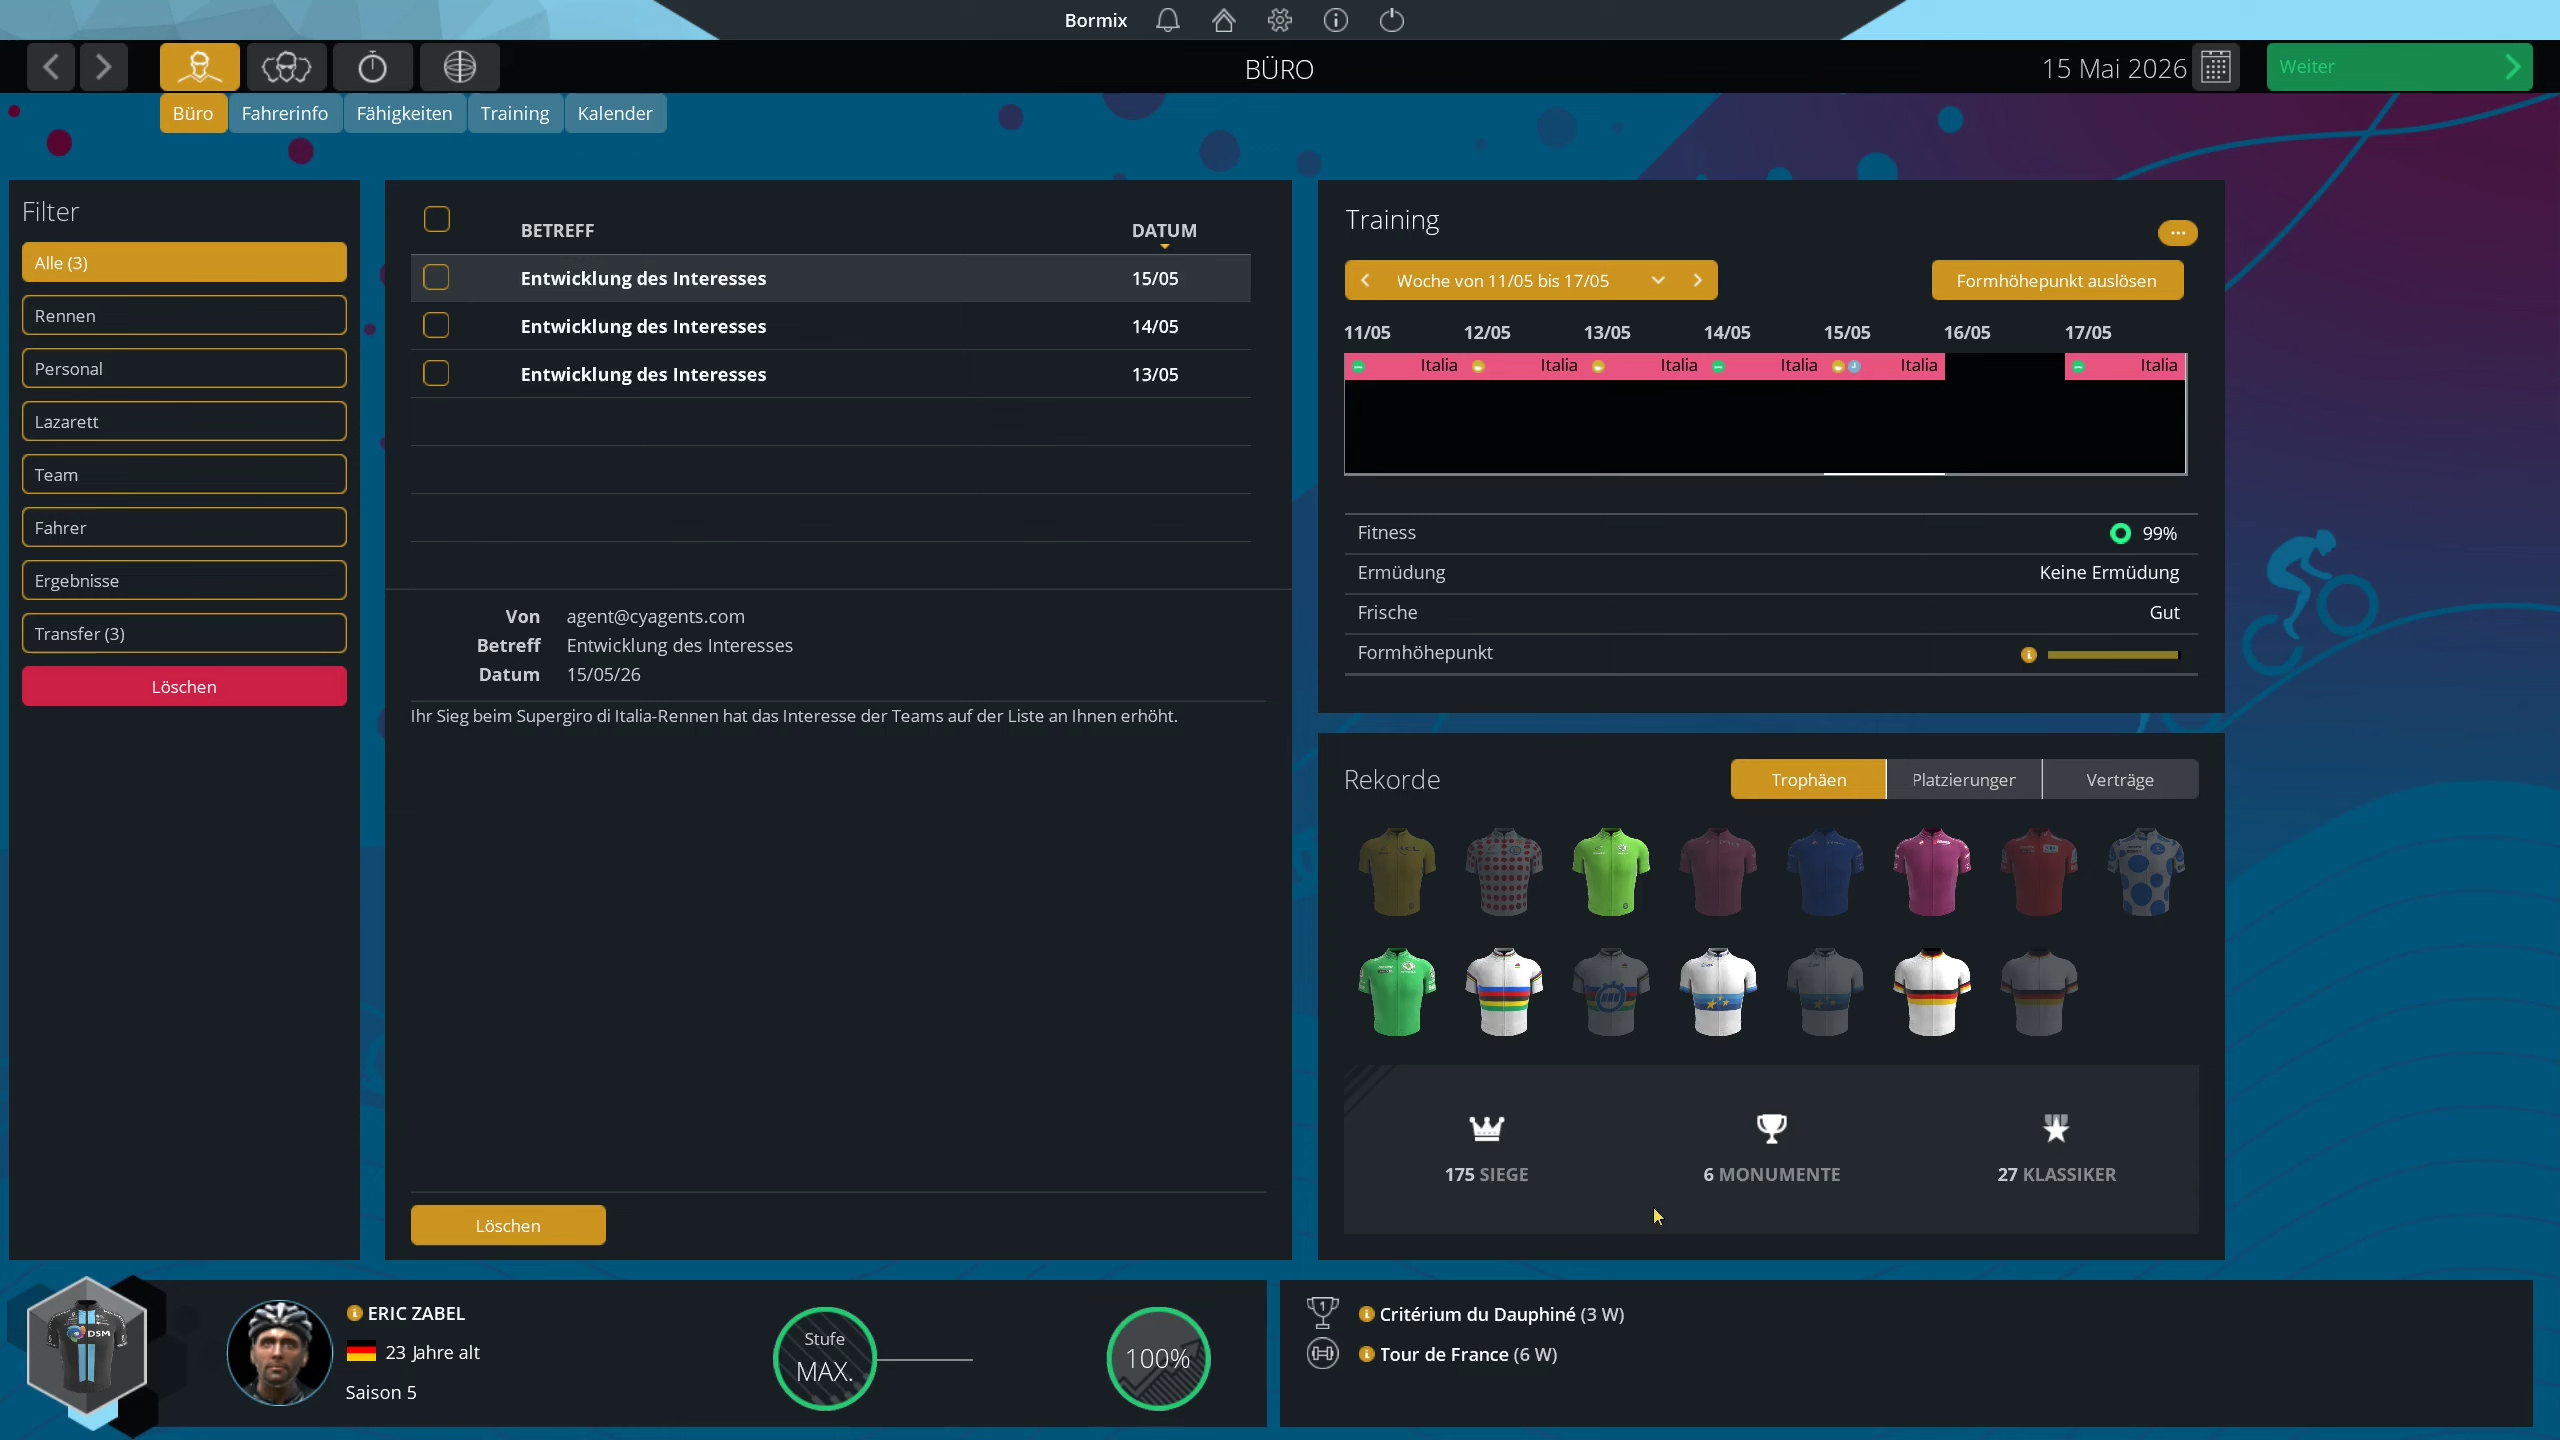 Bormix
BÜRO
15 Mai 2026
Weiter
Büro
Fahrerinfo
Fähigkeiten
Training
Kalender
Filter
Alle (3)
Rennen
Personal
Lazarett
Team
Fahrer
Ergebnisse
Transfer (3)
Löschen
BETREFF DATUM
Entwicklung des Interesses 15/05
Entwicklung des Interesses 14/05
Entwicklung des Interesses 13/05
Von agent@cyagents.com
Betreff Entwicklung des Interesses
Datum 15/05/26
Ihr Sieg beim Supergiro di Italia-Rennen hat das Interesse der Teams auf der Liste an Ihnen erhöht.
Löschen
Training
Woche von 11/05 bis 17/05
Formhöhepunkt auslösen
11/05 12/05 13/05 14/05 15/05 16/05 17/05
Italia Italia Italia Italia Italia Italia
Fitness 99%
Ermüdung Keine Ermüdung
Frische Gut
Formhöhepunkt
Rekorde
Trophäen
Platzierunger
Verträge
175 SIEGE
6 MONUMENTE
27 KLASSIKER
DSM
ERIC ZABEL
23 Jahre alt
Saison 5
Stufe
MAX.
100%
Critérium du Dauphiné (3 W)
Tour de France (6 W)